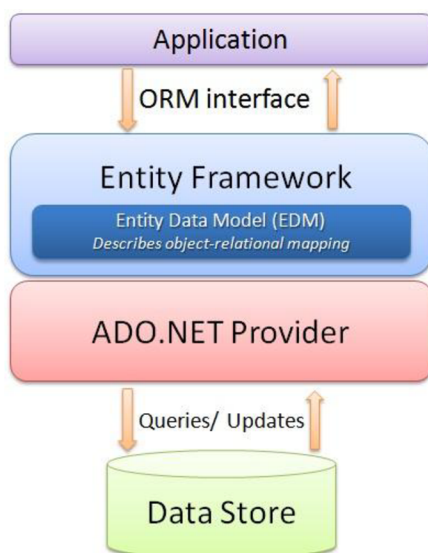 Application
ORM interface
Entity Framework
Entity Data Model (EDM)
Describes object-relational mapping
ADO.NET Provider
Queries/ Updates
Data Store